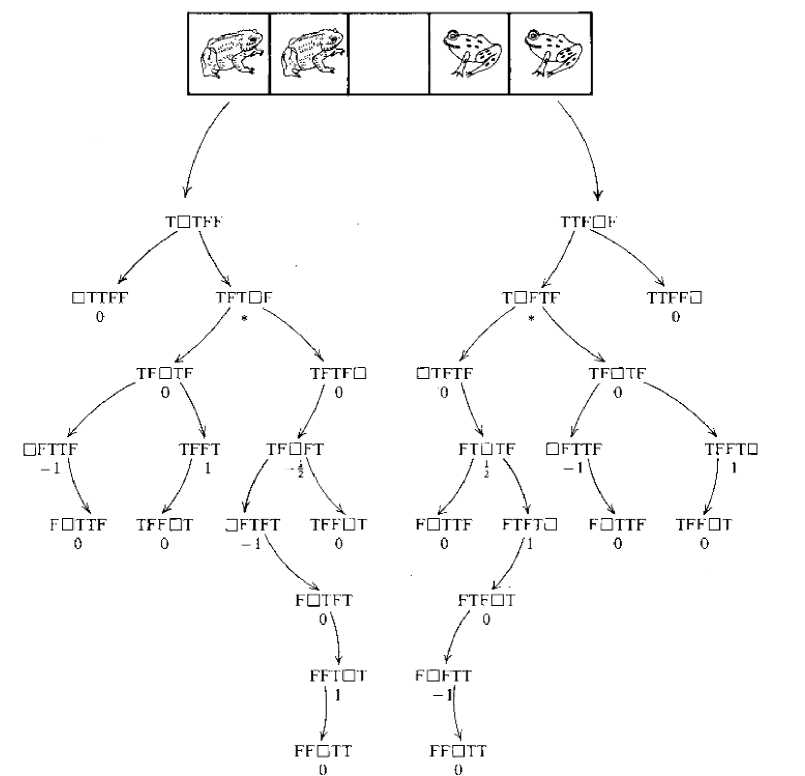 T□TFF TTF□F
□TTFF TFT□F T□FTF TTFF□
0 * * 0
TF□TF TFTF□ □TFTF TF□TF
0 0 0 0
□FTTF TFFT TF□FT FT□TF □FTTF TFFT□
−1 1 −½ ½ −1 1
F□TTF TFF□T □FTFT TFF□T F□TTF FTFT□ F□TTF TFF□T
0 0 −1 0 0 1 0 0
F□TFT FTF□T
0 0
FFT□T F□FTT
1 −1
FF□TT FF□TT
0 0